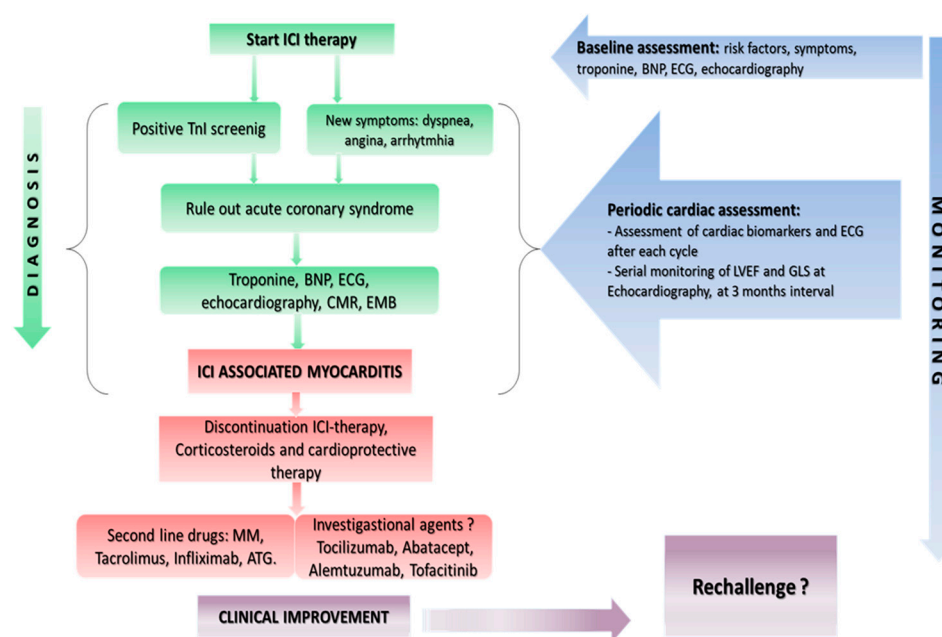 Start ICI therapy
Baseline assessment: risk factors, symptoms,
troponine, BNP, ECG, echocardiography
Positive TnI screenig
New symptoms: dyspnea,
angina, arrhytmhia
DIAGNOSIS
Rule out acute coronary syndrome
Periodic cardiac assessment:
- Assessment of cardiac biomarkers and ECG
after each cycle
- Serial monitoring of LVEF and GLS at
Echocardiography, at 3 months interval
MONITORING
Troponine, BNP, ECG,
echocardiography, CMR, EMB
ICI ASSOCIATED MYOCARDITIS
Discontinuation ICI-therapy,
Corticosteroids and cardioprotective
therapy
Second line drugs: MM,
Tacrolimus, Infliximab, ATG.
Investigastional agents ?
Tocilizumab, Abatacept,
Alemtuzumab, Tofacitinib
Rechallenge ?
CLINICAL IMPROVEMENT